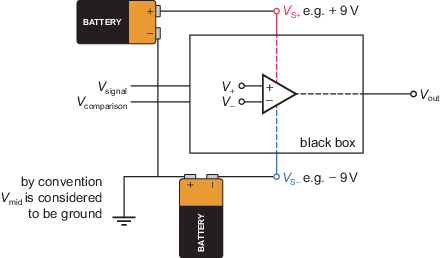 BATTERY
+
−
V_S+ e.g. + 9 V
V_signal
V_comparison
V_+
V_−
+
−
V_out
black box
by convention
V_mid is considered
to be ground
+
−
BATTERY
V_S− e.g. − 9 V